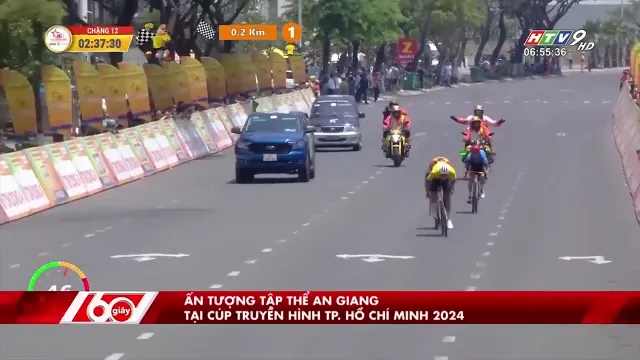 CHẶNG 12
02:37:30
0.2 Km
1
HTV9 HD
06:55:36
Z
46
60 giây
ẤN TƯỢNG TẬP THỂ AN GIANG
TẠI CÚP TRUYỀN HÌNH TP. HỒ CHÍ MINH 2024